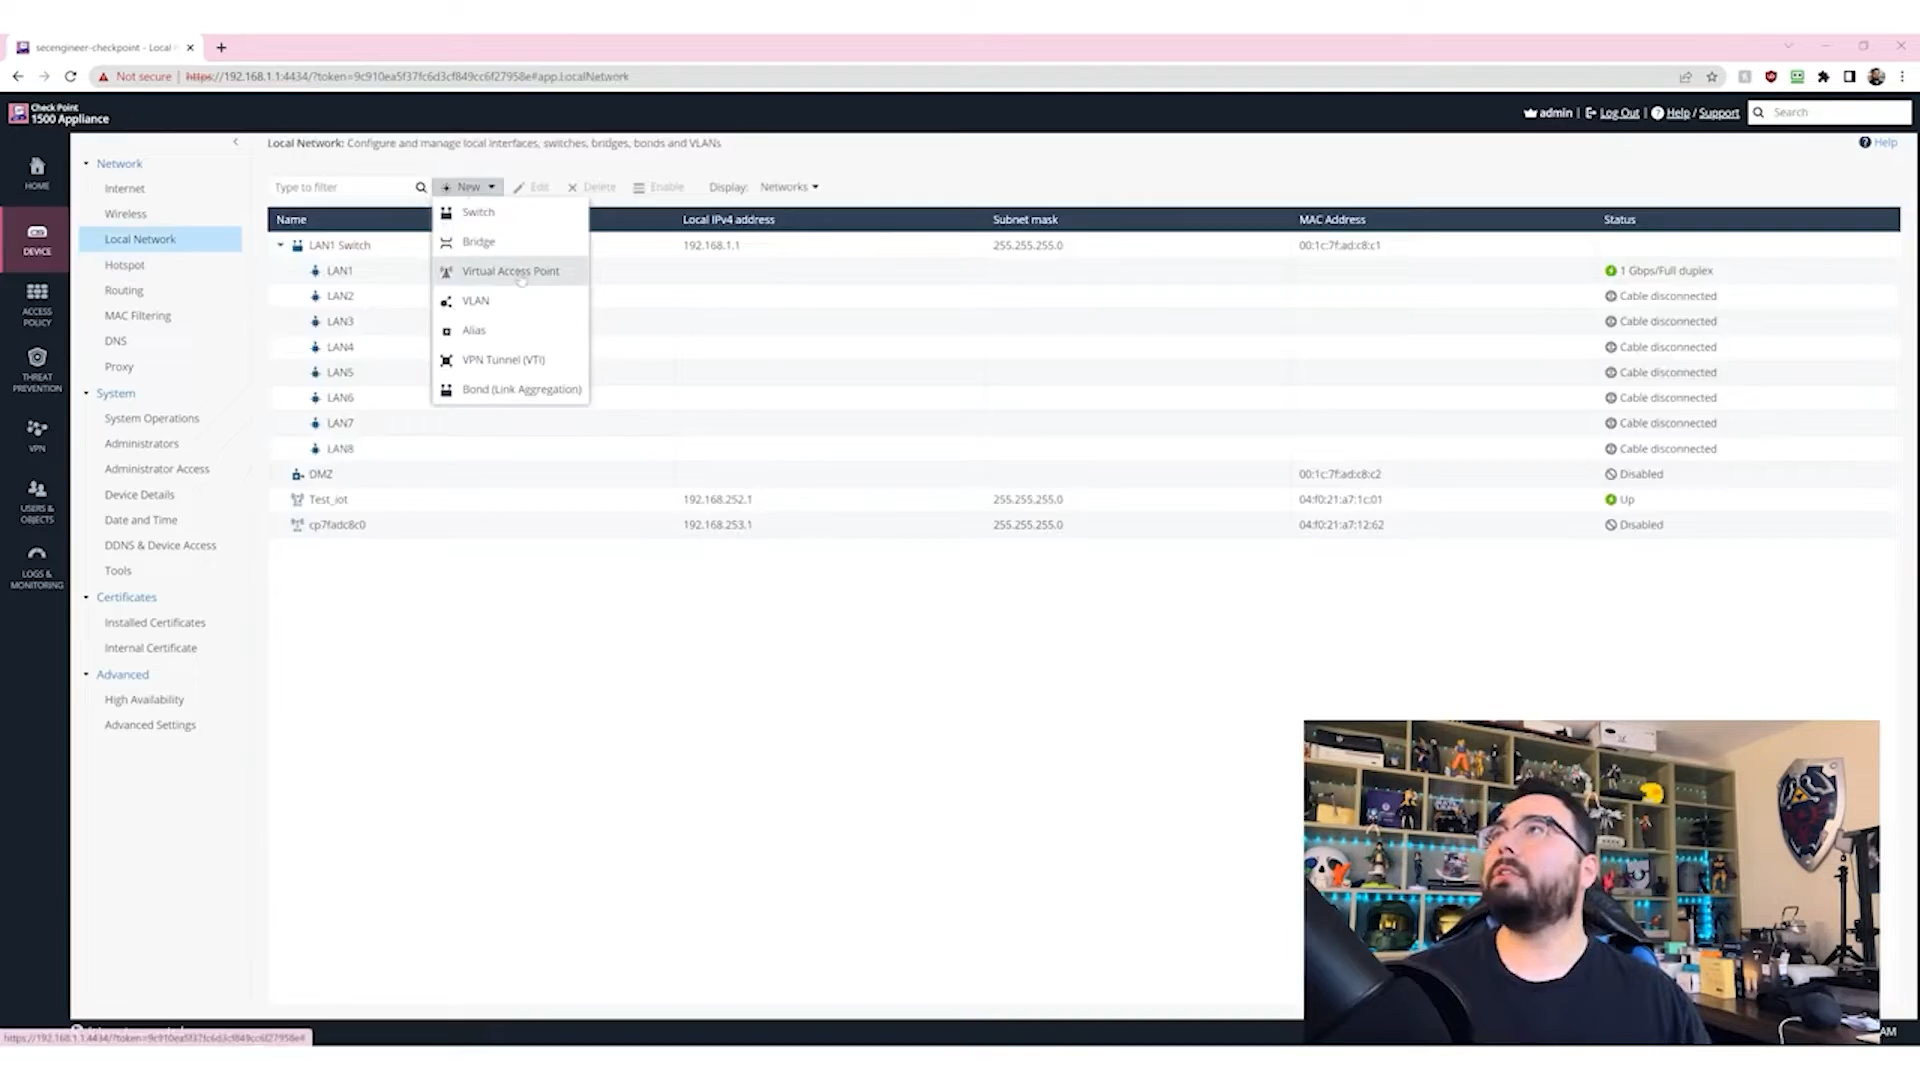 secengineer-checkpoint - Local
Not secure | https://192.168.1.1:4434/?token=9c910ea5f37fc6d3cf849cc6f27958e#app.LocalNetwork
Check Point
1500 Appliance
admin | Log Out | Help / Support Search
Local Network: Configure and manage local interfaces, switches, bridges, bonds and VLANs
Help
HOME
DEVICE
ACCESS
POLICY
THREAT
PREVENTION
VPN
USERS &
OBJECTS
LOGS &
MONITORING
Network
Internet
Wireless
Local Network
Hotspot
Routing
MAC Filtering
DNS
Proxy
System
System Operations
Administrators
Administrator Access
Device Details
Date and Time
DDNS & Device Access
Tools
Certificates
Installed Certificates
Internal Certificate
Advanced
High Availability
Advanced Settings
Type to filter New Edit Delete Enable Display: Networks
Switch
Bridge
Virtual Access Point
VLAN
Alias
VPN Tunnel (VTI)
Bond (Link Aggregation)
Name Local IPv4 address Subnet mask MAC Address Status
LAN1 Switch 192.168.1.1 255.255.255.0 00:1c:7f:ad:c8:c1
LAN1 1 Gbps/Full duplex
LAN2 Cable disconnected
LAN3 Cable disconnected
LAN4 Cable disconnected
LAN5 Cable disconnected
LAN6 Cable disconnected
LAN7 Cable disconnected
LAN8 Cable disconnected
DMZ 00:1c:7f:ad:c8:c2 Disabled
Test_iot 192.168.252.1 255.255.255.0 04:f0:21:a7:1c:01 Up
cp7fadc8c0 192.168.253.1 255.255.255.0 04:f0:21:a7:12:62 Disabled
https://192.168.1.1:4434/?token=9c910ea5f37fc6d3cf849cc6f27958e#
AM